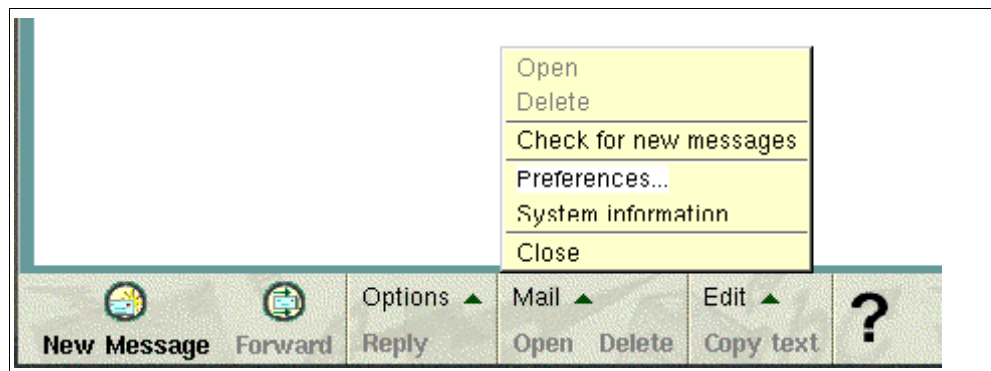 Open
Delete
Check for new messages
Preferences...
System information
Close
Options Mail Edit ?
New Message Forward Reply Open Delete Copy text